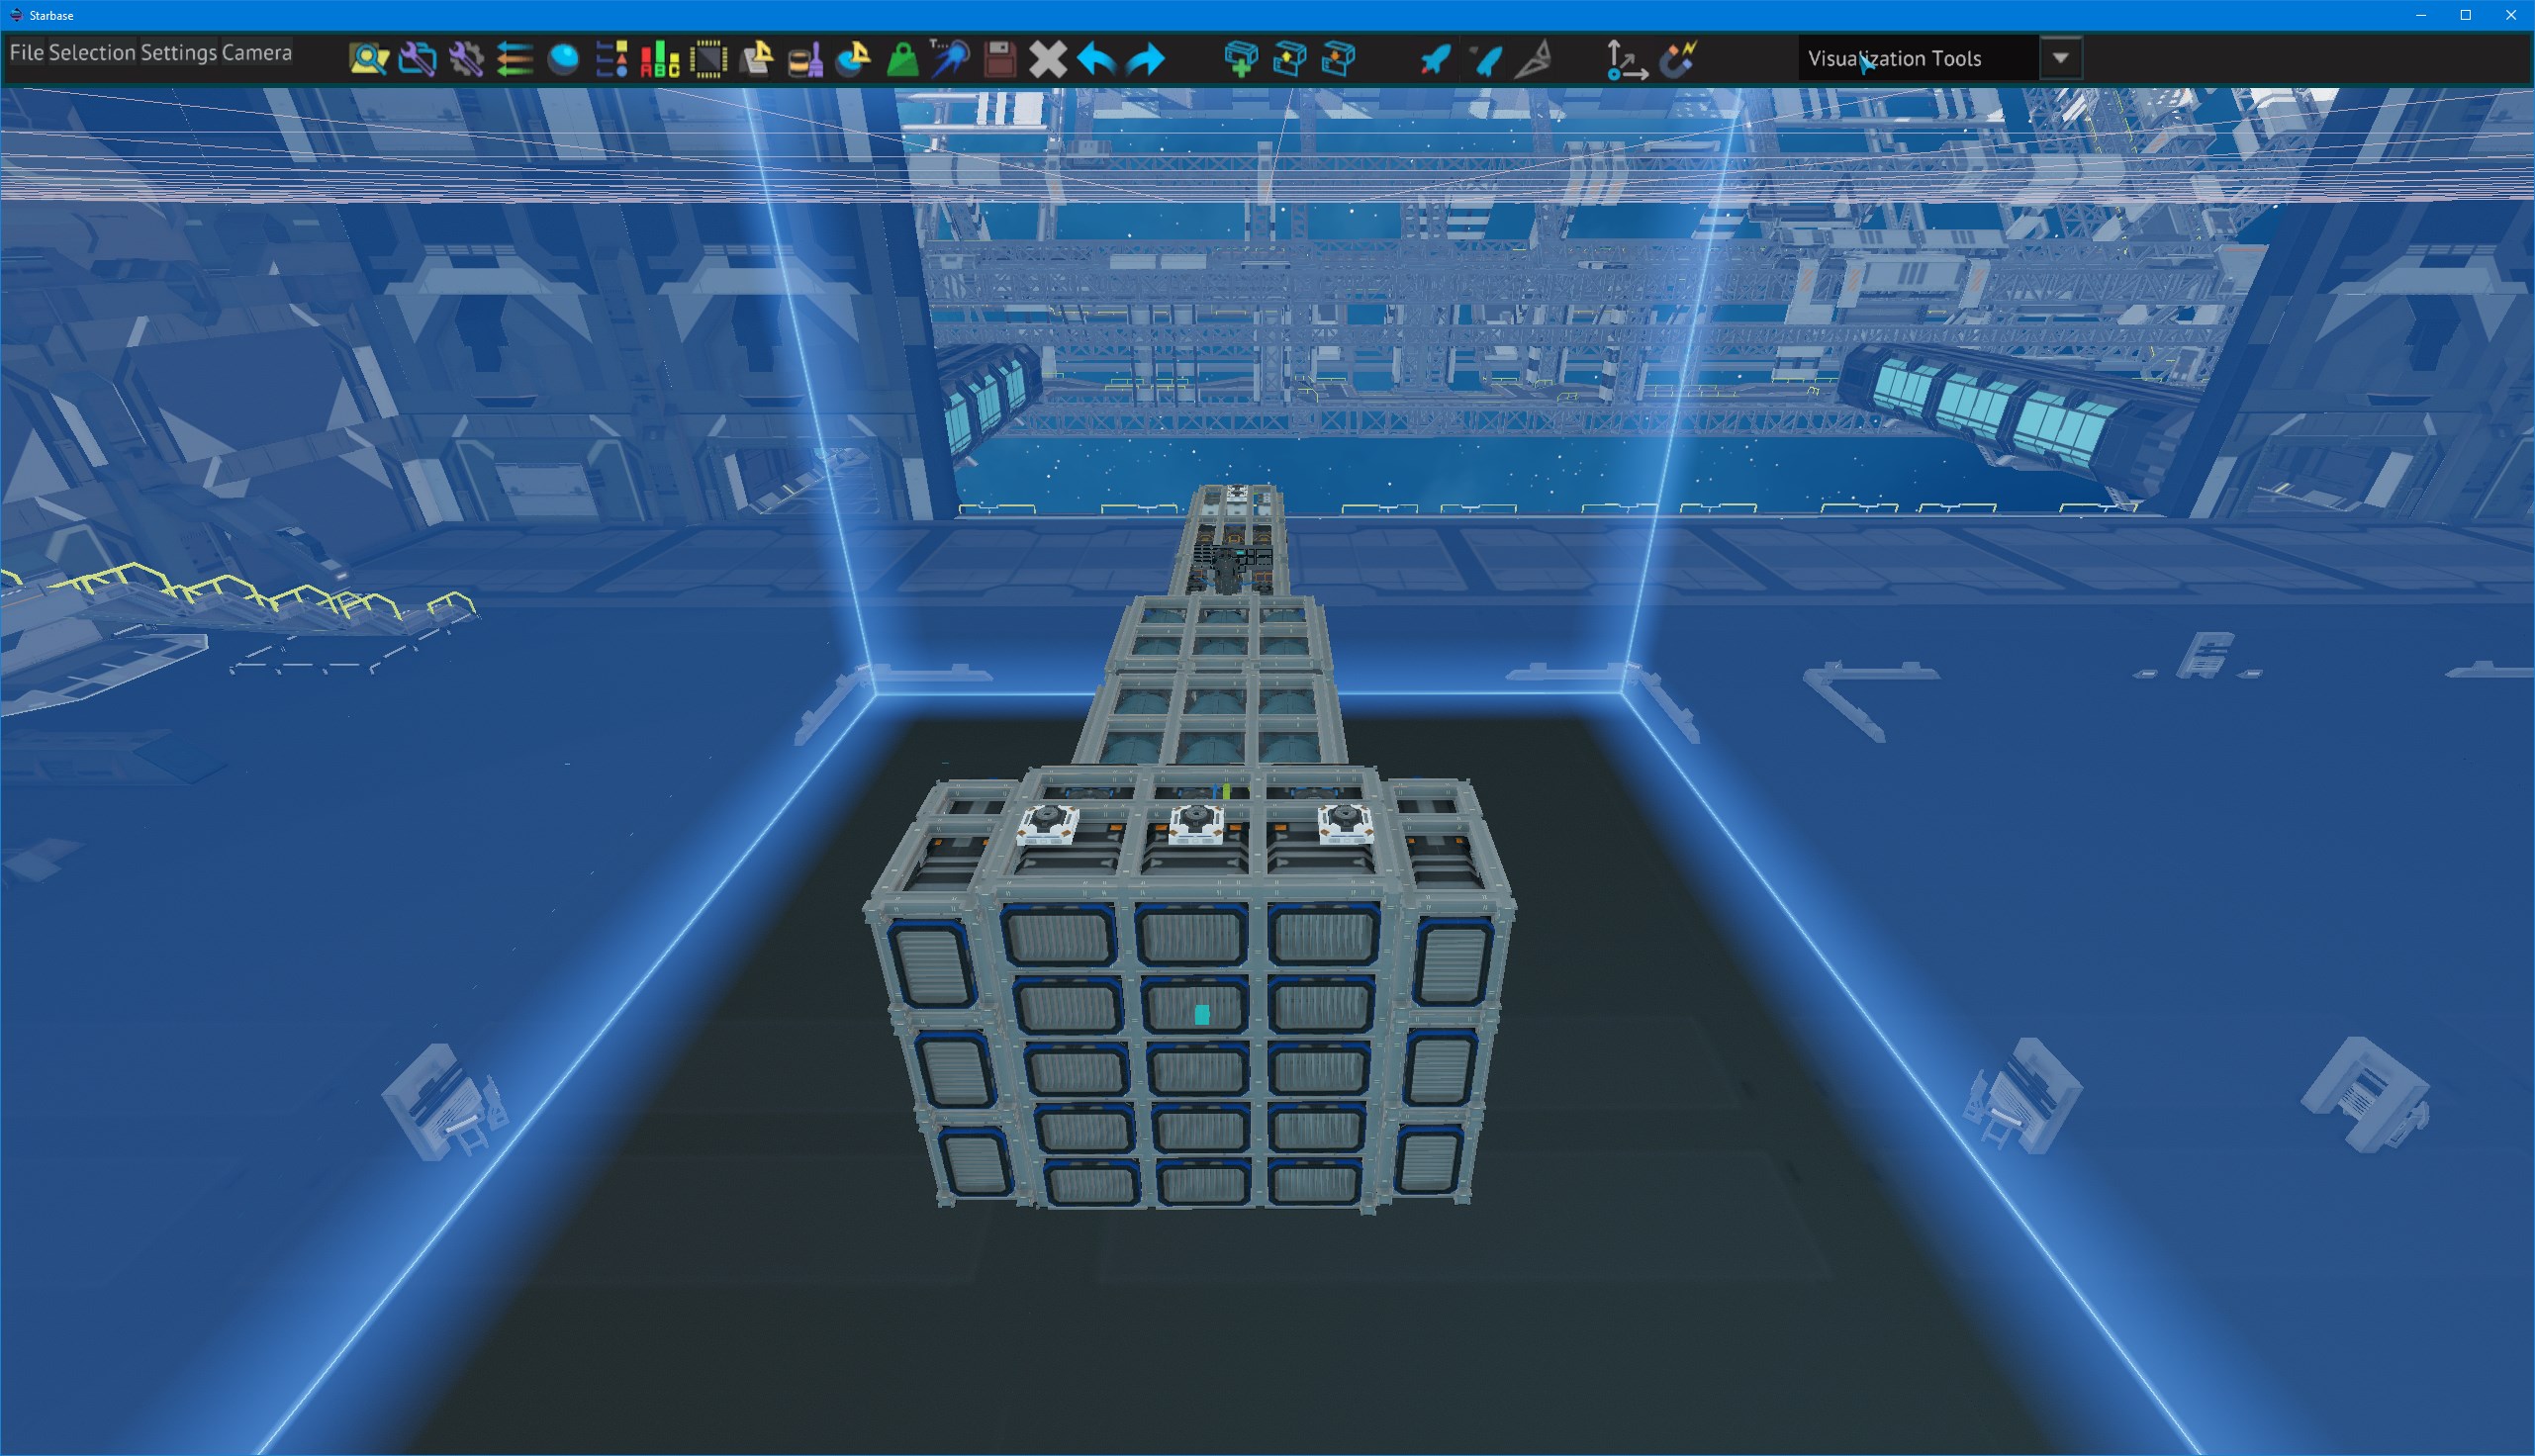 Starbase
File Selection Settings Camera
ABC
T...
Visualization Tools